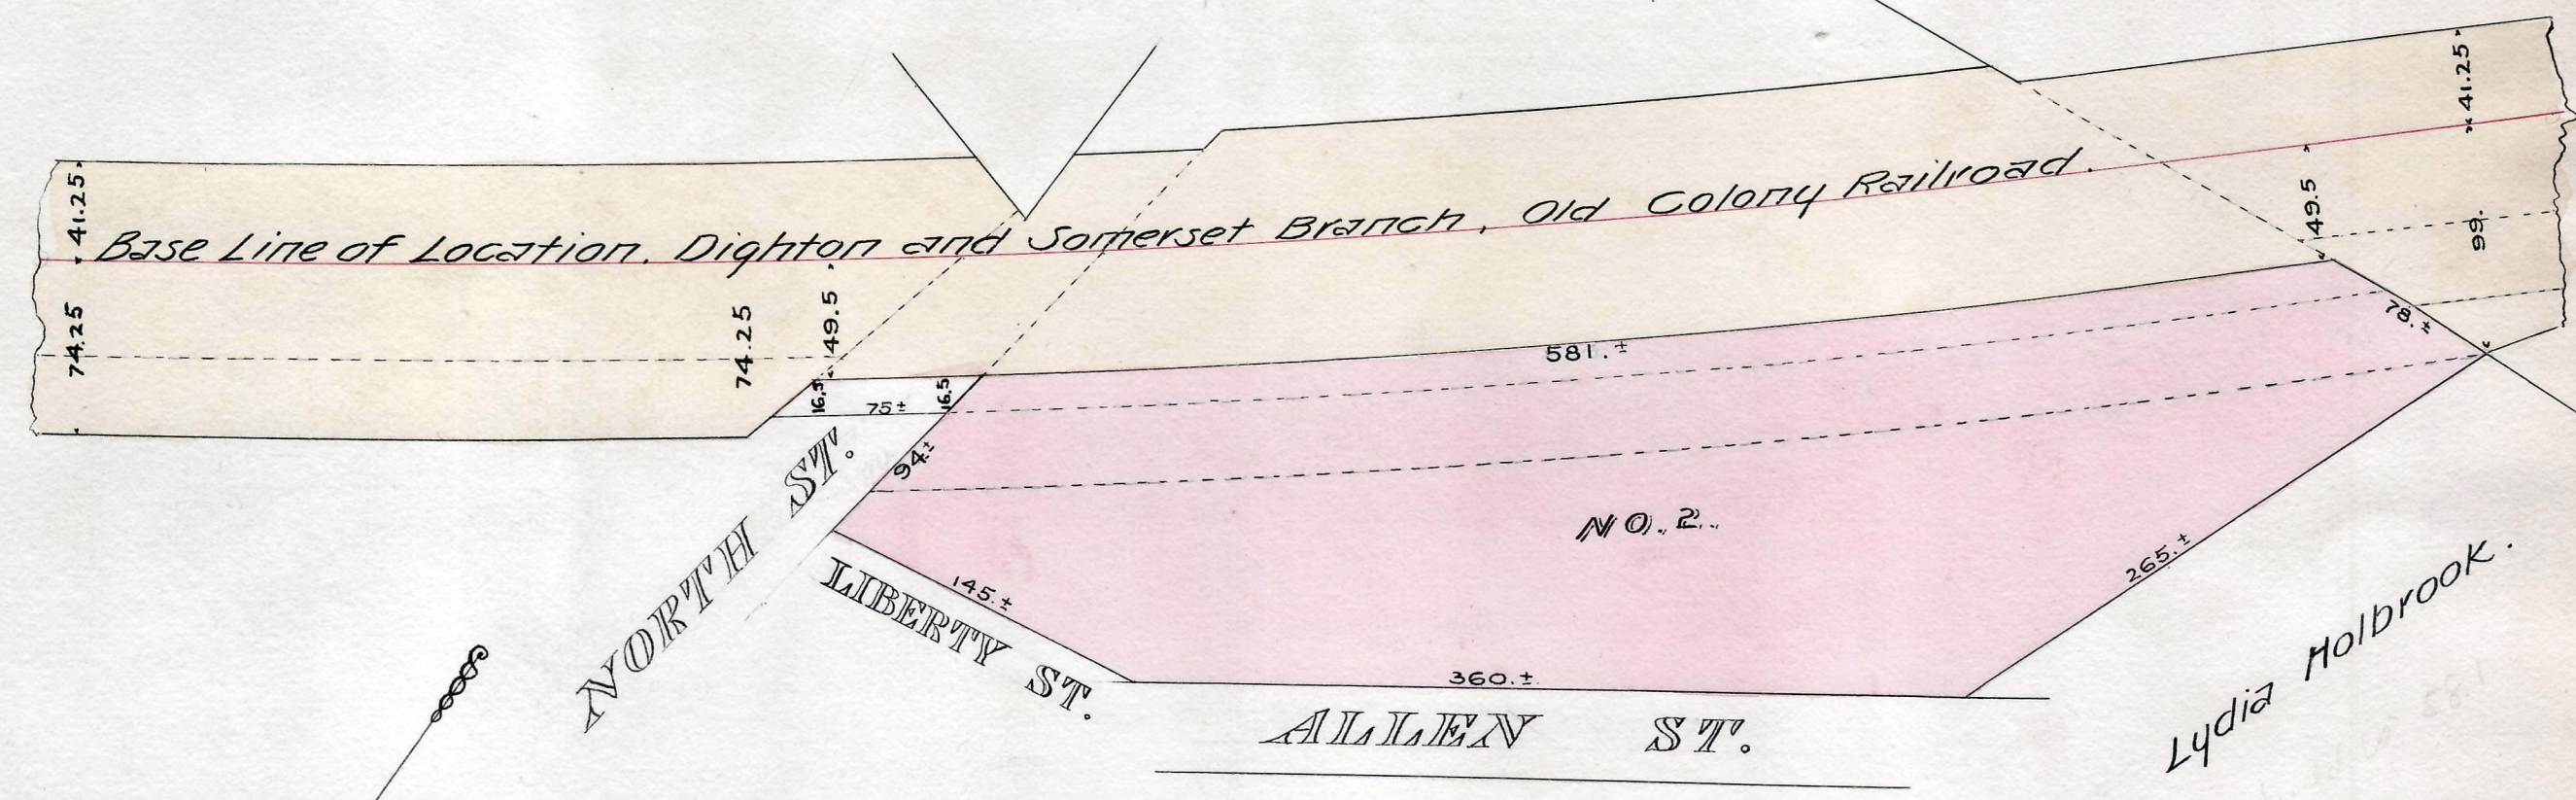 41.25
41.25
Base Line of Location. Dighton and Somerset Branch, Old Colony Railroad.
49.5
99.
74.25
74.25
49.5
78.±
581.±
16.5
75±
16.5
94.±
NO. 2.
NORTH ST.
LIBERTY ST.
145.±
360.±
265.±
ALLEN ST.
Lydia Holbrook.